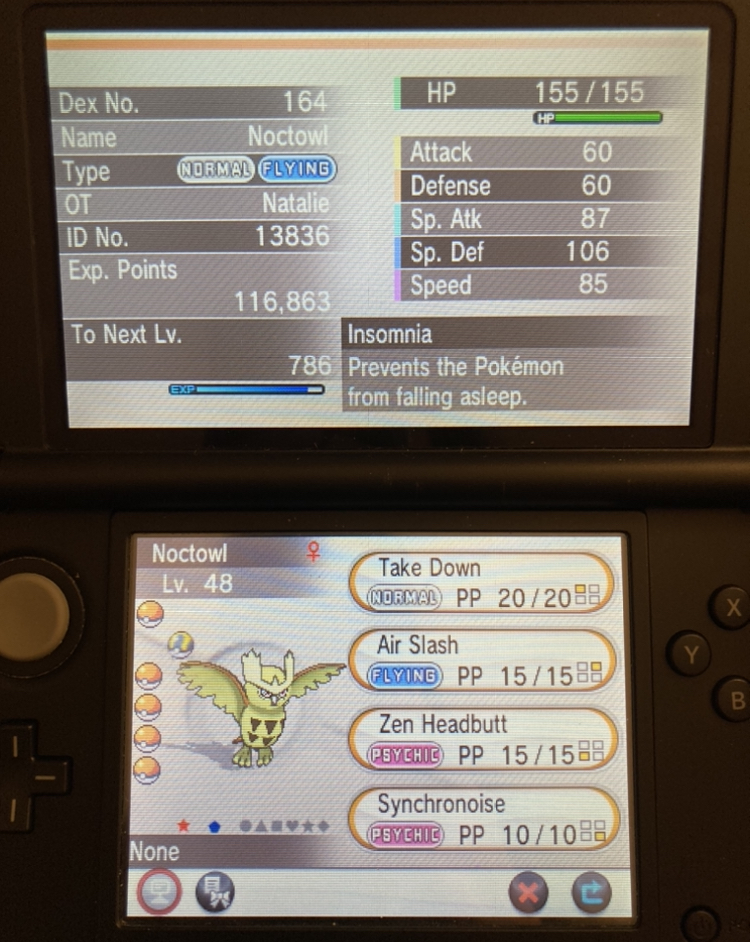 Dex No. 164
Name Noctowl
Type NORMAL FLYING
OT Natalie
ID No. 13836
Exp. Points
116,863
To Next Lv.
786
EXP
HP 155/155
HP
Attack 60
Defense 60
Sp. Atk 87
Sp. Def 106
Speed 85
Insomnia
Prevents the Pokémon
from falling asleep.
Noctowl ♀
Lv. 48
Take Down
NORMAL PP 20/20
Air Slash
FLYING PP 15/15
Zen Headbutt
PSYCHIC PP 15/15
Synchronoise
PSYCHIC PP 10/10
None
X
Y
B